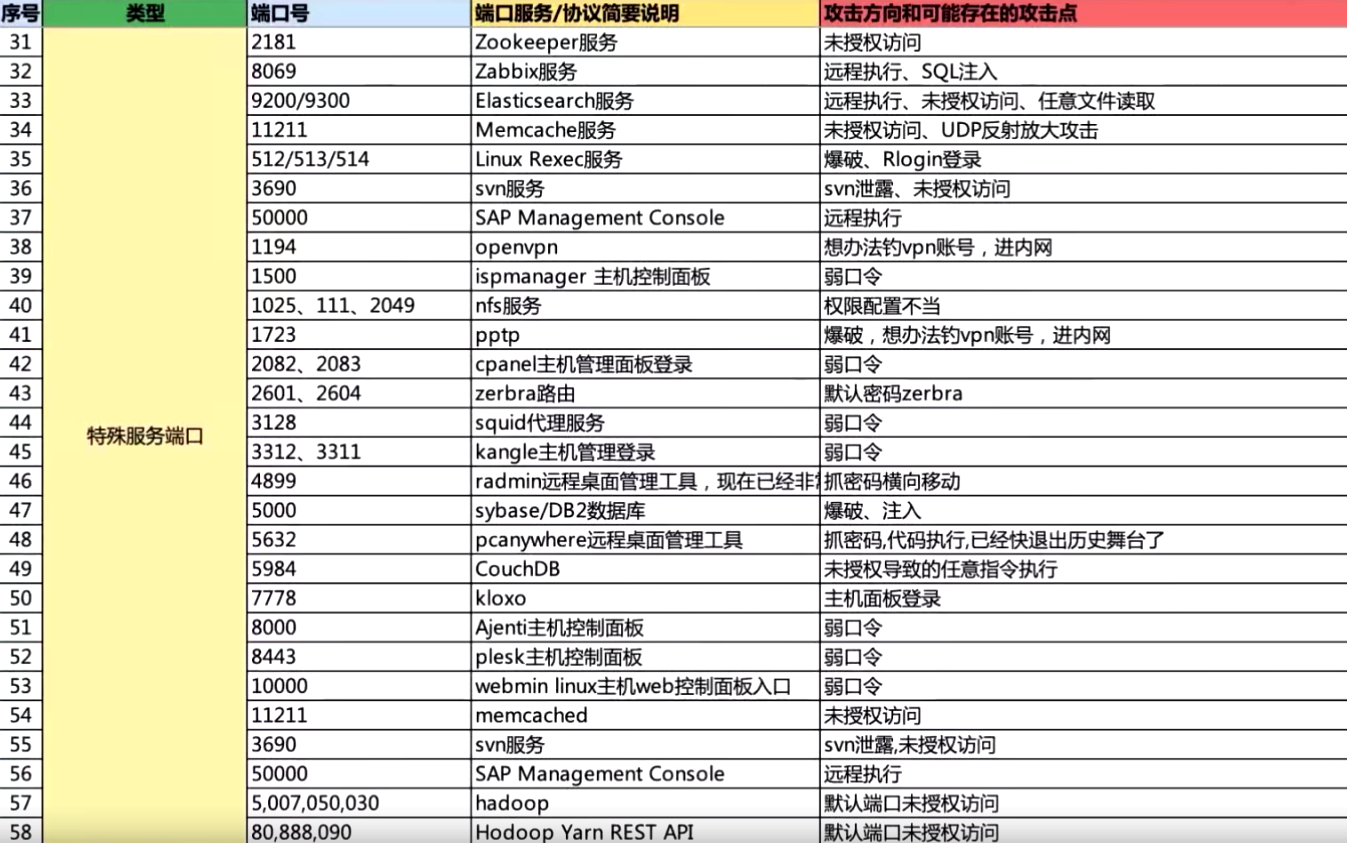 序号 类型 端口号 端口服务/协议简要说明 攻击方向和可能存在的攻击点
31 2181 Zookeeper服务 未授权访问
32 8069 Zabbix服务 远程执行、SQL注入
33 9200/9300 Elasticsearch服务 远程执行、未授权访问、任意文件读取
34 11211 Memcache服务 未授权访问、UDP反射放大攻击
35 512/513/514 Linux Rexec服务 爆破、Rlogin登录
36 3690 svn服务 svn泄露、未授权访问
37 50000 SAP Management Console 远程执行
38 1194 openvpn 想办法钓vpn账号，进内网
39 1500 ispmanager 主机控制面板 弱口令
40 1025、111、2049 nfs服务 权限配置不当
41 1723 pptp 爆破，想办法钓vpn账号，进内网
42 2082、2083 cpanel主机管理面板登录 弱口令
43 2601、2604 zerbra路由 默认密码zerbra
特殊服务端口
44 3128 squid代理服务 弱口令
45 3312、3311 kangle主机管理登录 弱口令
46 4899 radmin远程桌面管理工具，现在已经非 抓密码横向移动
47 5000 sybase/DB2数据库 爆破、注入
48 5632 pcanywhere远程桌面管理工具 抓密码,代码执行,已经快退出历史舞台了
49 5984 CouchDB 未授权导致的任意指令执行
50 7778 kloxo 主机面板登录
51 8000 Ajenti主机控制面板 弱口令
52 8443 plesk主机控制面板 弱口令
53 10000 webmin linux主机web控制面板入口 弱口令
54 11211 memcached 未授权访问
55 3690 svn服务 svn泄露,未授权访问
56 50000 SAP Management Console 远程执行
57 5,007,050,030 hadoop 默认端口未授权访问
58 80,888,090 Hodoop Yarn REST API 默认端口未授权访问